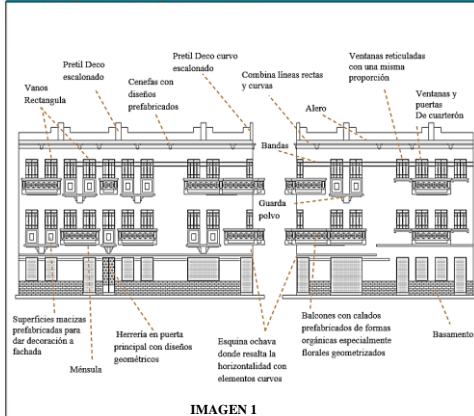 Pretil Deco
escalonado
Pretil Deco curvo
escalonado
Ventanas reticuladas
con una misma
proporción
Vanos
Rectangula
Cenefas con
diseños
prefabricados
Combina líneas rectas
y curvas
Alero
Ventanas y
puertas
De cuarterón
Bandas
Guarda
polvo
Superficies macizas
prefabricadas para
dar decoración a
fachada
Ménsula
Herrería en puerta
principal con diseños
geométricos
Esquina ochava
donde resalta la
horizontalidad con
elementos curvos
Balcones con calados
prefabricados de formas
orgánicas especialmente
florales geometrizados
Basamento
IMAGEN 1